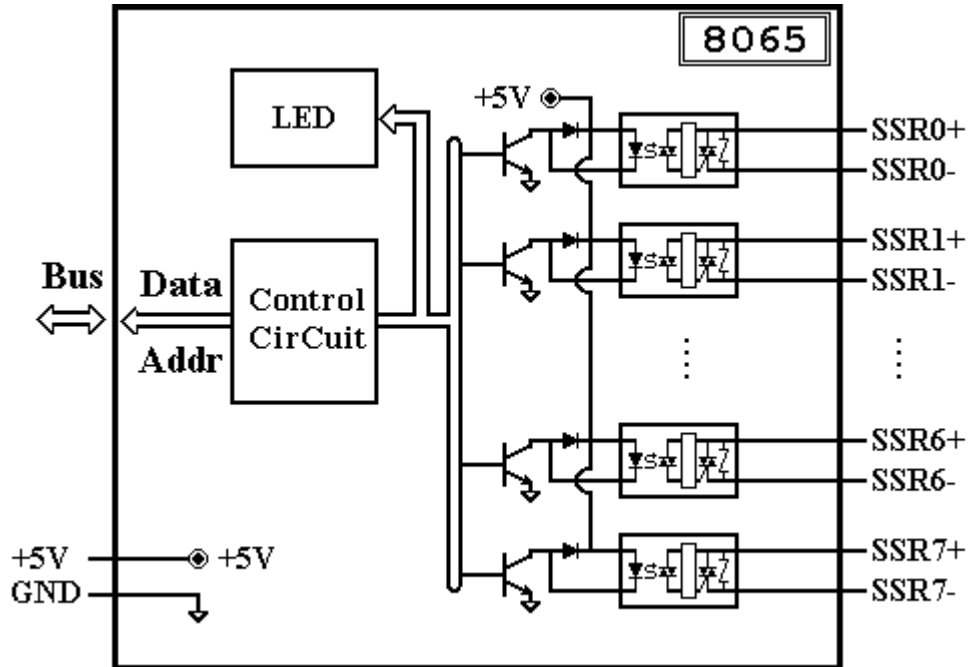 8065
LED
+5V
SSR0+
SSR0-
SSR1+
SSR1-
Bus
Data
Addr
Control
CirCuit
SSR6+
SSR6-
+5V
+5V
GND
SSR7+
SSR7-